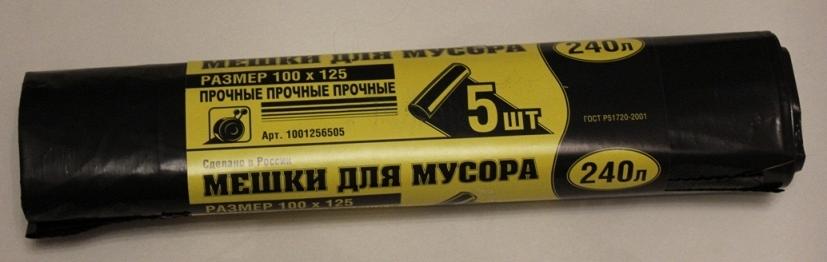 МЕШКИ ДЛЯ МУСОРА 240л
РАЗМЕР 100 х 125
ПРОЧНЫЕ ПРОЧНЫЕ ПРОЧНЫЕ
5 шт
ГОСТ Р51720-2001
Арт. 1001256505
Сделано в России
МЕШКИ ДЛЯ МУСОРА 240л
РАЗМЕР 100 х 125